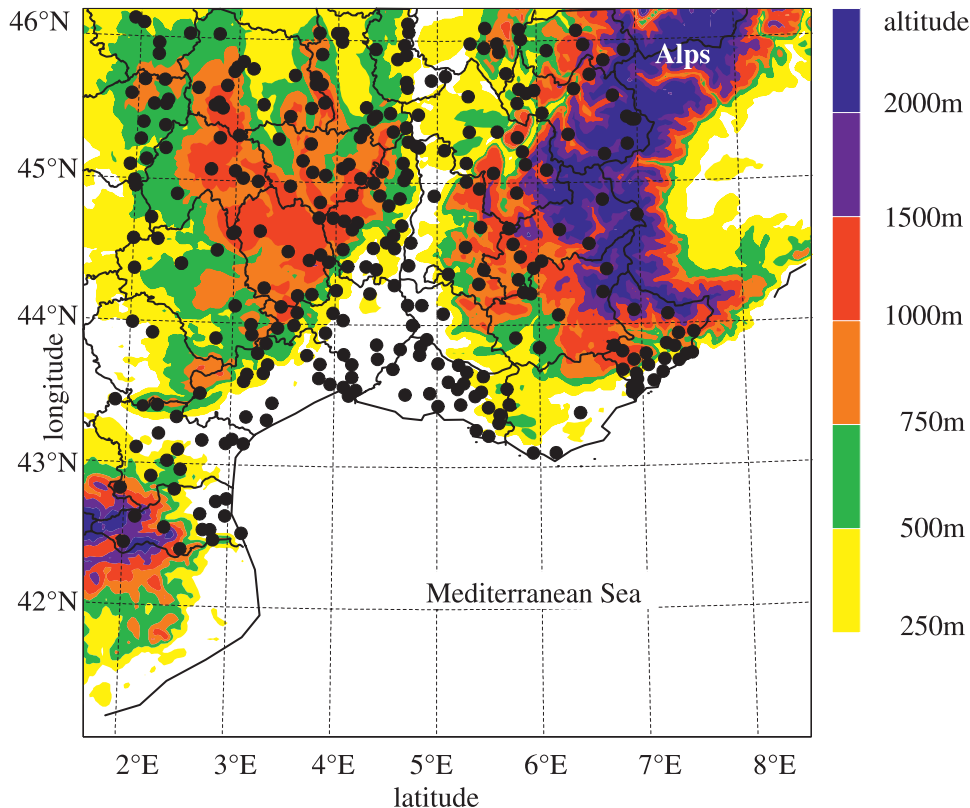 46°N
45°N
44°N
43°N
42°N
longitude
Alps
Mediterranean Sea
2°E 3°E 4°E 5°E 6°E 7°E 8°E
latitude
altitude
2000m
1500m
1000m
750m
500m
250m